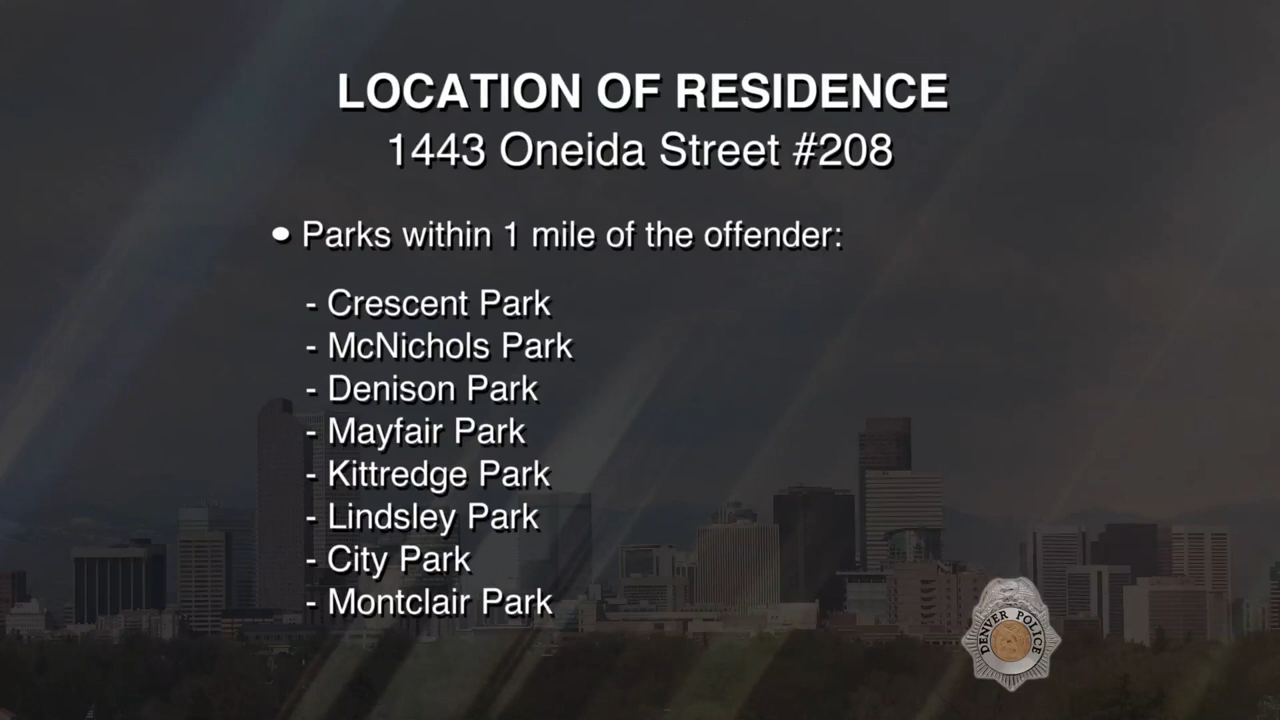 LOCATION OF RESIDENCE
1443 Oneida Street #208
• Parks within 1 mile of the offender:
- Crescent Park
- McNichols Park
- Denison Park
- Mayfair Park
- Kittredge Park
- Lindsley Park
- City Park
- Montclair Park
DENVER POLICE